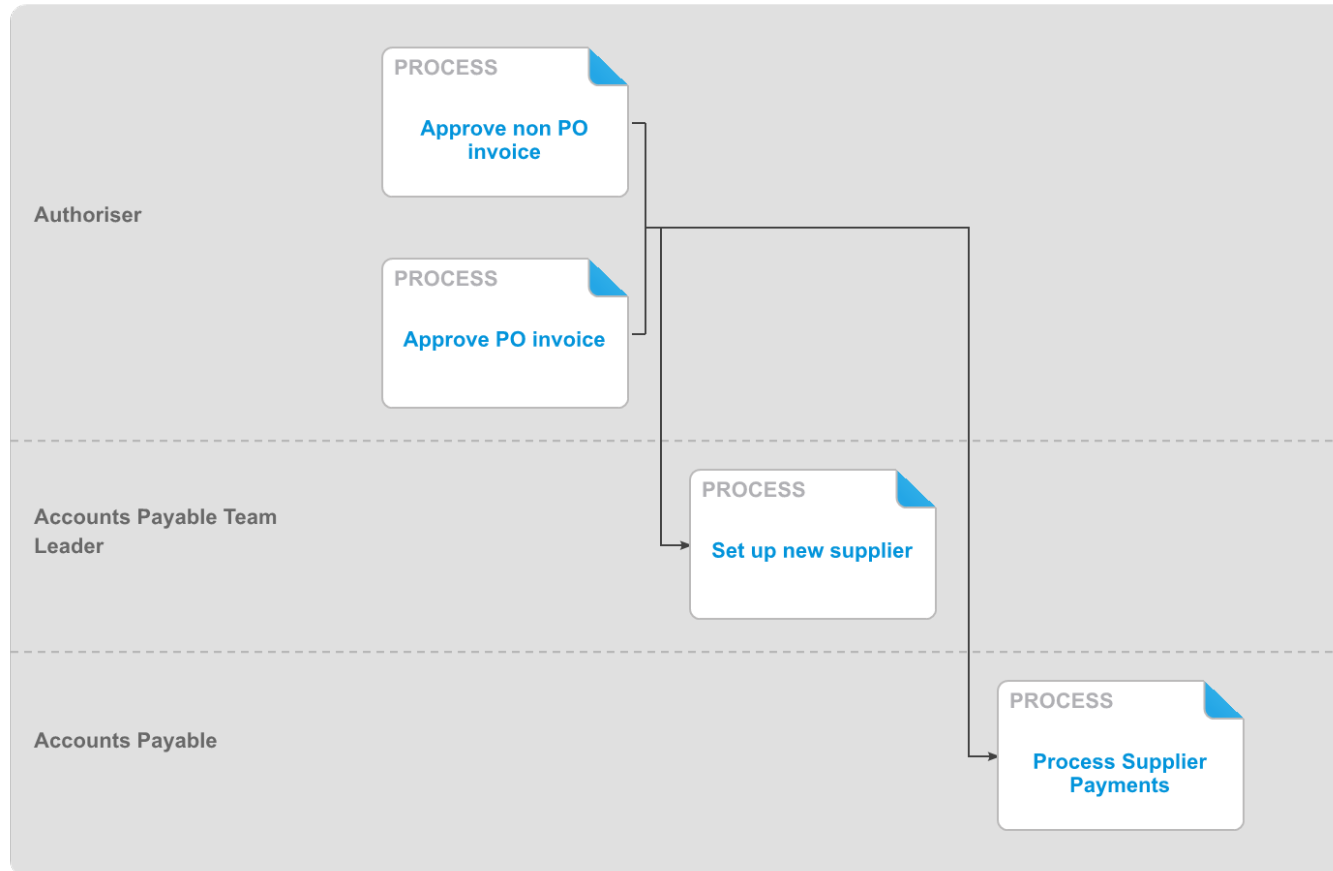 PROCESS
Approve non PO
invoice
Authoriser
PROCESS
Approve PO invoice
Accounts Payable Team
Leader
PROCESS
Set up new supplier
Accounts Payable
PROCESS
Process Supplier
Payments